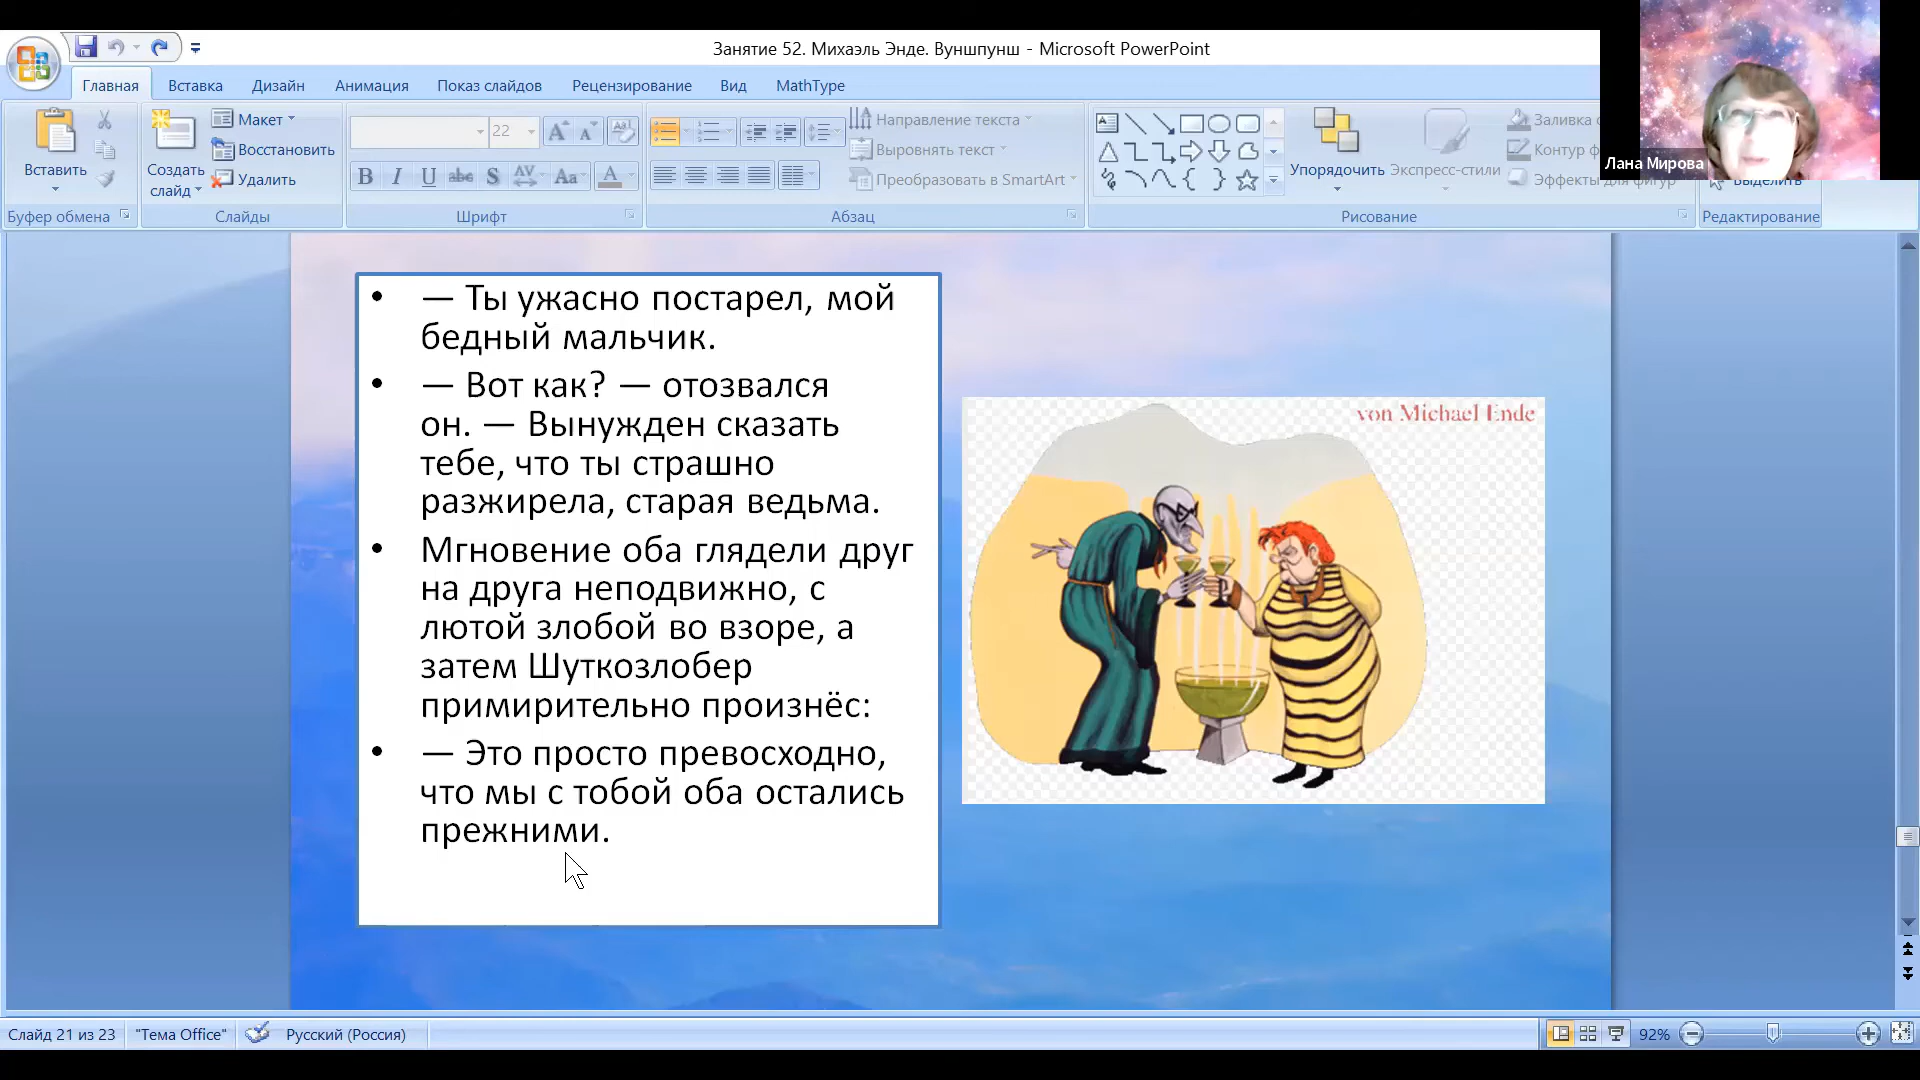 Занятие 52. Михаэль Энде. Вуншпунш - Microsoft PowerPoint
Главная Вставка Дизайн Анимация Показ слайдов Рецензирование Вид MathType
Вставить
Буфер обмена
Создать слайд
Макет
Восстановить
Удалить
Слайды
22
Шрифт
Направление текста
Выровнять текст
Преобразовать в SmartArt
Абзац
Упорядочить
Экспресс-стили
Заливка
Контур
Эффекты для фигур
Рисование
Выделить
Редактирование
Лана Мирова
• — Ты ужасно постарел, мой
бедный мальчик.
• — Вот как? — отозвался
он. — Вынужден сказать
тебе, что ты страшно
разжирела, старая ведьма.
• Мгновение оба глядели друг
на друга неподвижно, с
лютой злобой во взоре, а
затем Шуткозлобер
примирительно произнёс:
• — Это просто превосходно,
что мы с тобой оба остались
прежними.
von Michael Ende
Слайд 21 из 23 "Тема Office" Русский (Россия) 92%